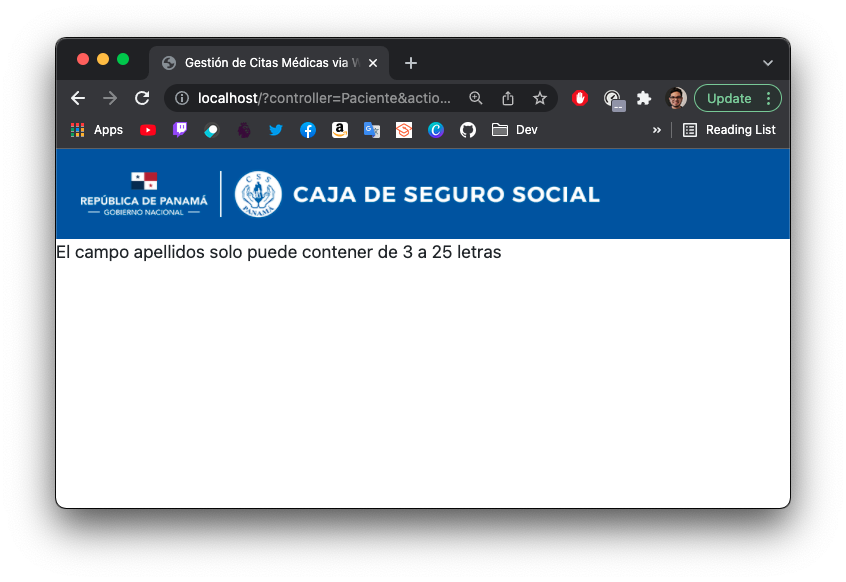 Gestión de Citas Médicas via W
localhost/?controller=Paciente&actio...
Update
Apps
Dev
»
Reading List
REPÚBLICA DE PANAMÁ
GOBIERNO NACIONAL
CSS
PANAMÁ
CAJA DE SEGURO SOCIAL
El campo apellidos solo puede contener de 3 a 25 letras